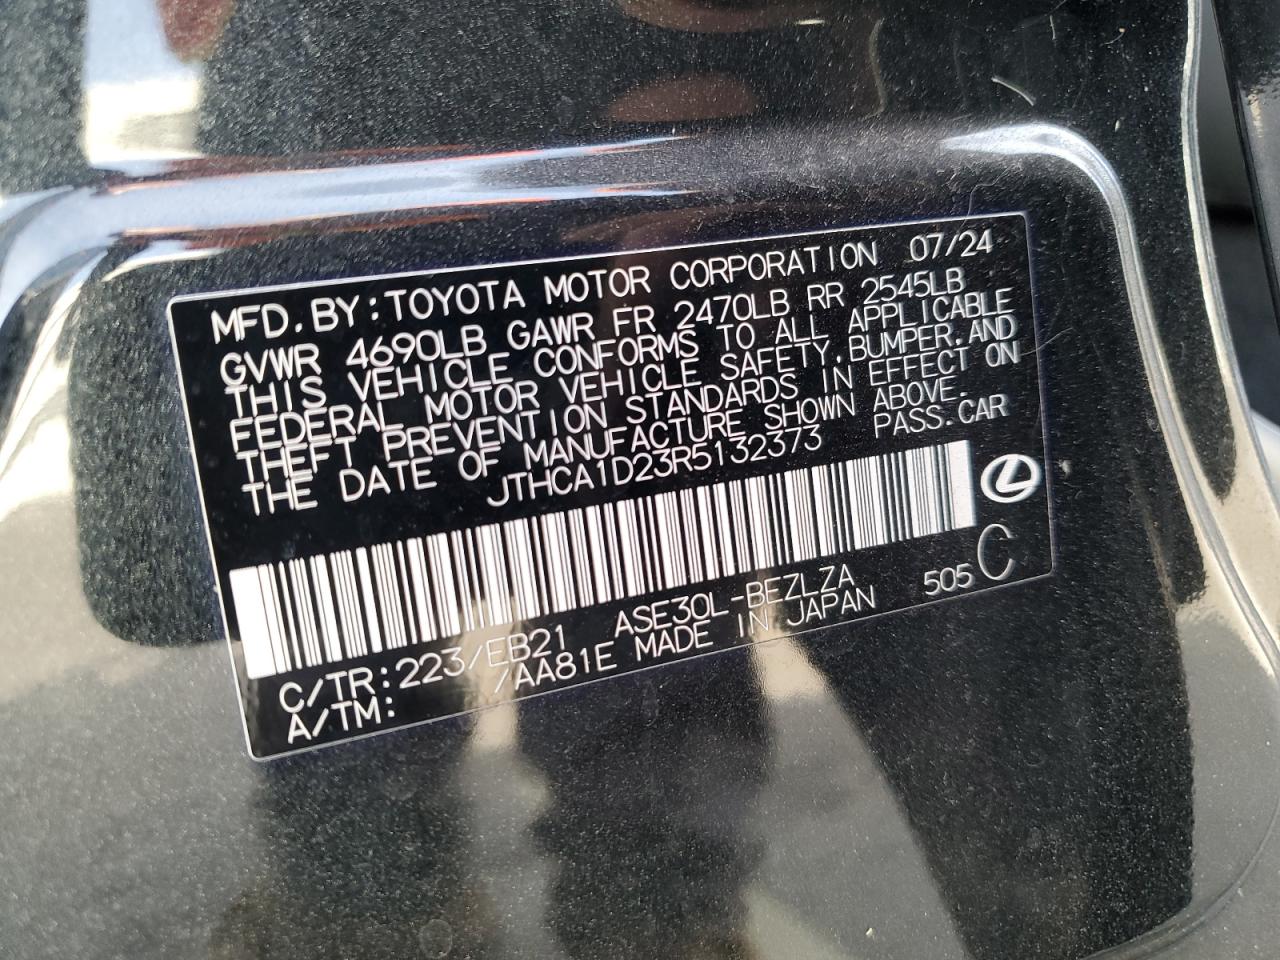 MFD. BY: TOYOTA MOTOR CORPORATION 07/24
GVWR 4690LB GAWR FR 2470LB RR 2545LB
THIS VEHICLE CONFORMS TO ALL APPLICABLE
FEDERAL MOTOR VEHICLE SAFETY, BUMPER, AND
THEFT PREVENTION STANDARDS IN EFFECT ON
THE DATE OF MANUFACTURE SHOWN ABOVE.
JTHCA1D23R5132373 PASS. CAR
C/TR: 223/EB21 ASE30L-BEZLZA 505 C
A/TM: /AA81E MADE IN JAPAN